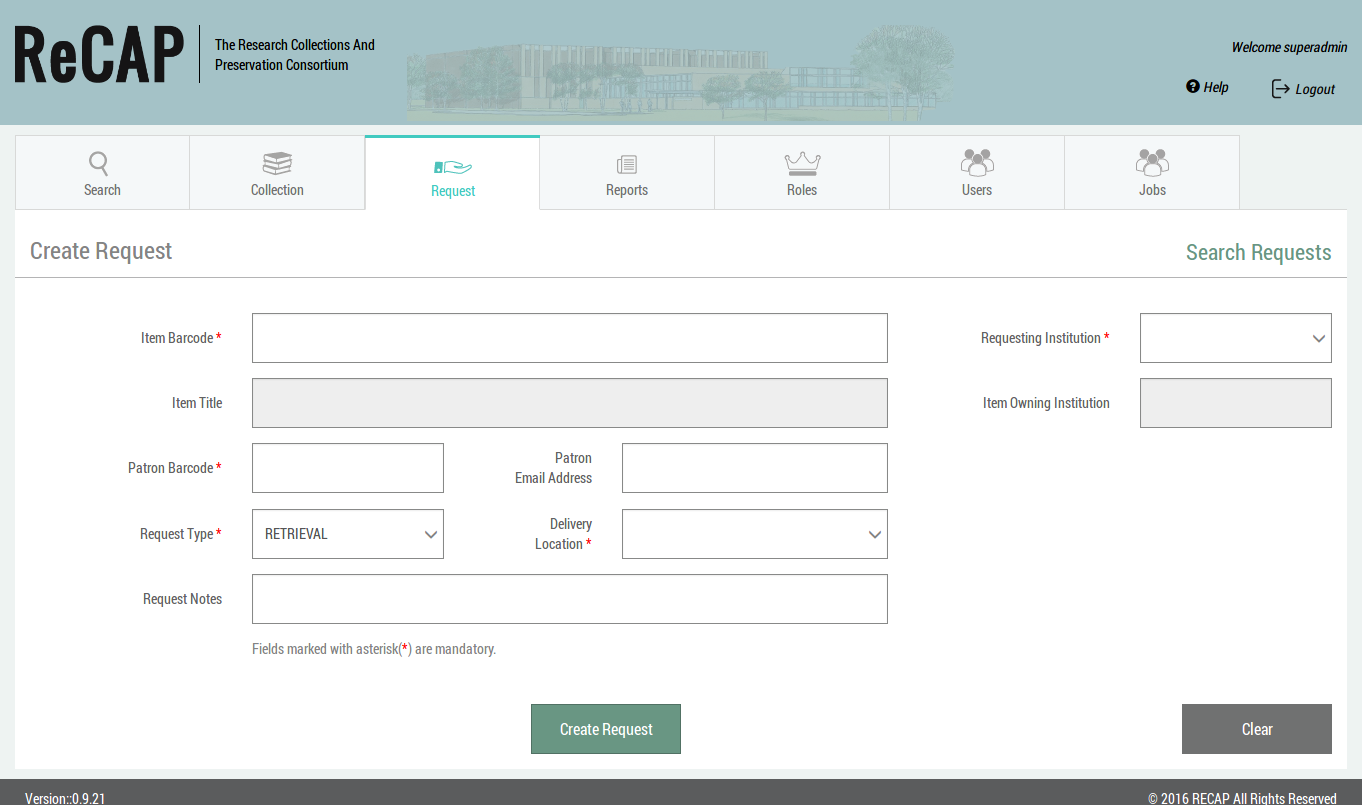 ReCAP
The Research Collections And
Preservation Consortium
Welcome superadmin
Help
Logout
Search
Collection
Request
Reports
Roles
Users
Jobs
Create Request
Search Requests
Item Barcode *
Requesting Institution *
Item Title
Item Owning Institution
Patron Barcode *
Patron
Email Address
Request Type *
RETRIEVAL
Delivery
Location *
Request Notes
Fields marked with asterisk(*) are mandatory.
Create Request
Clear
Version::0.9.21
© 2016 RECAP All Rights Reserved